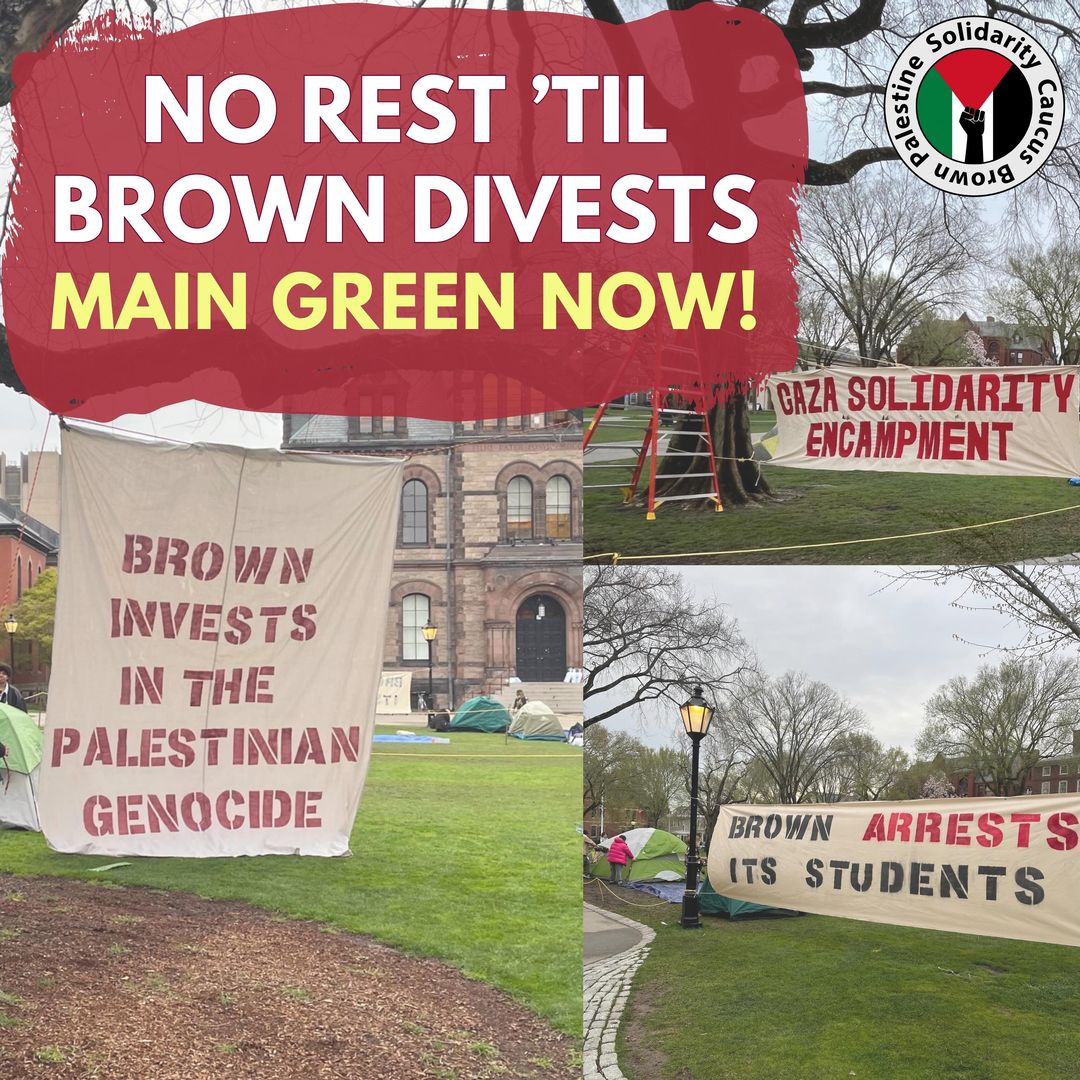 NO REST ’TIL
BROWN DIVESTS
MAIN GREEN NOW!
Brown Palestine Solidarity Caucus
GAZA SOLIDARITY
ENCAMPMENT
BROWN
INVESTS
IN THE
PALESTINIAN
GENOCIDE
BROWN ARRESTS
ITS STUDENTS